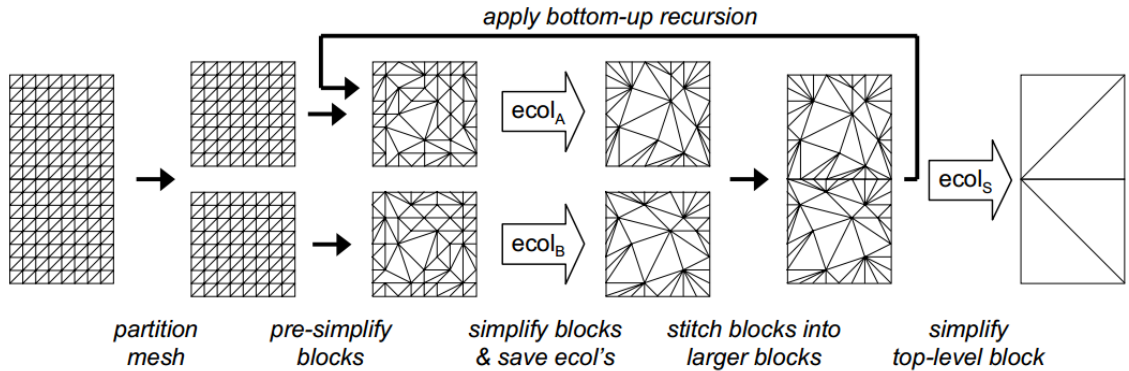 apply bottom-up recursion
ecolA
ecolB
ecolS
partition
mesh
pre-simplify
blocks
simplify blocks
& save ecol's
stitch blocks into
larger blocks
simplify
top-level block